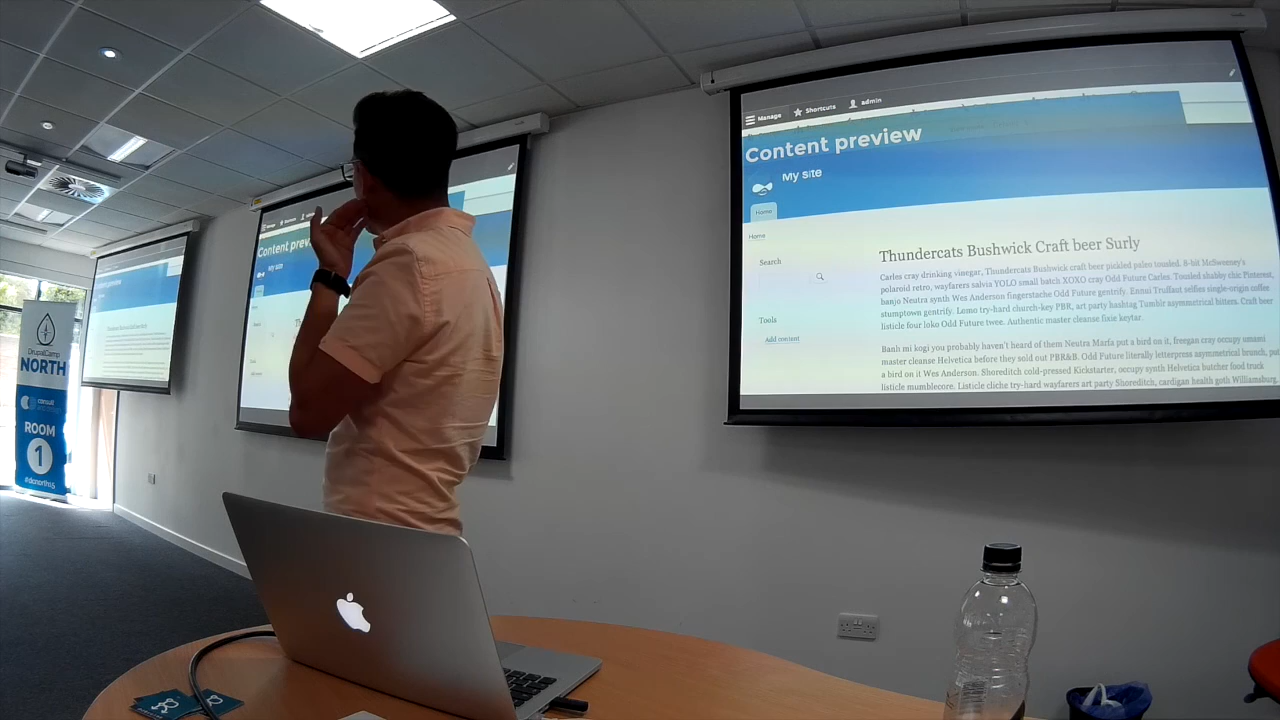 Manage Shortcuts admin
Content preview
My site
Home
Home
Search
Tools
Add content
Thundercats Bushwick Craft beer Surly
Carles cray drinking vinegar, Thundercats Bushwick craft beer pickled paleo tousled. 8-bit McSweeney's
polaroid retro, wayfarers salvia YOLO small batch XOXO cray Odd Future Carles. Tousled shabby chic Pinterest,
banjo Neutra synth Wes Anderson fingerstache Odd Future gentrify. Ennui Truffaut selfies single-origin coffee
stumptown gentrify. Lomo try-hard church-key PBR, art party hashtag Tumblr asymmetrical bitters. Craft beer
listicle four loko Odd Future twee. Authentic master cleanse fixie keytar.
Banh mi kogi you probably haven't heard of them Neutra Marfa put a bird on it, freegan cray occupy umami
master cleanse Helvetica before they sold out PBR&B. Odd Future literally letterpress asymmetrical brunch, put
a bird on it Wes Anderson. Shoreditch cold-pressed Kickstarter, occupy synth Helvetica butcher food truck
listicle mumblecore. Listicle cliche try-hard wayfarers art party Shoreditch, cardigan health goth Williamsburg
Content prev
My site
DrupalCamp
NORTH
consult
ROOM
1
#dcnorth15